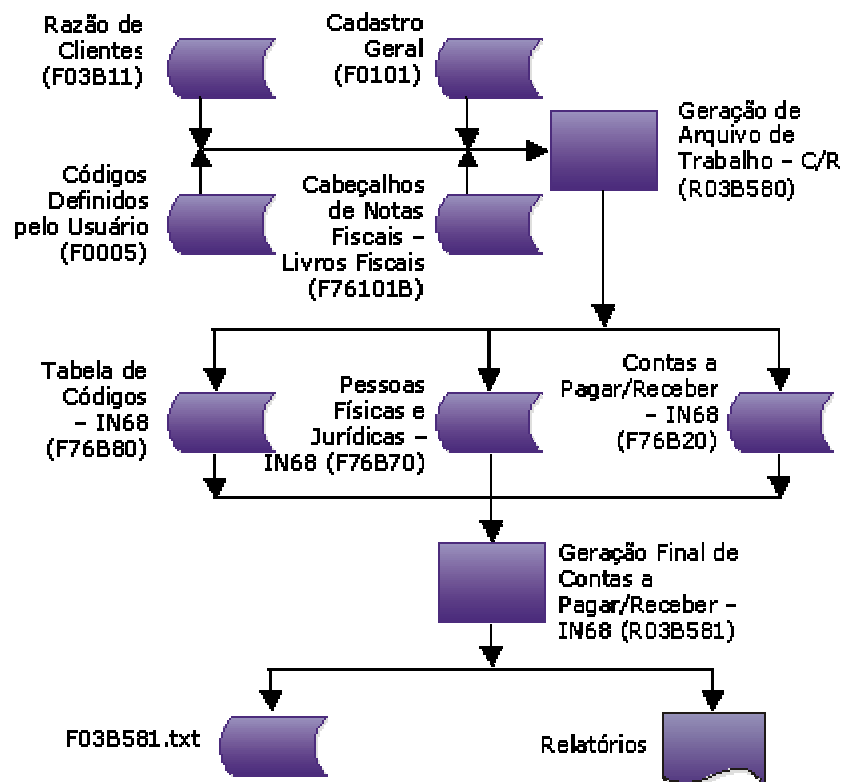 Razão de
Clientes
(F03B11)
Cadastro
Geral
(F0101)
Geração de
Arquivo de
Trabalho – C/R
(R03B580)
Códigos
Definidos
pelo Usuário
(F0005)
Cabeçalhos
de Notas
Fiscais –
Livros Fiscais
(F76101B)
Tabela de
Códigos
– IN68
(F76B80)
Pessoas
Físicas e
Jurídicas –
IN68 (F76B70)
Contas a
Pagar/Receber
– IN68
(F76B20)
Geração Final de
Contas a
Pagar/Receber –
IN68 (R03B581)
F03B581.txt
Relatórios